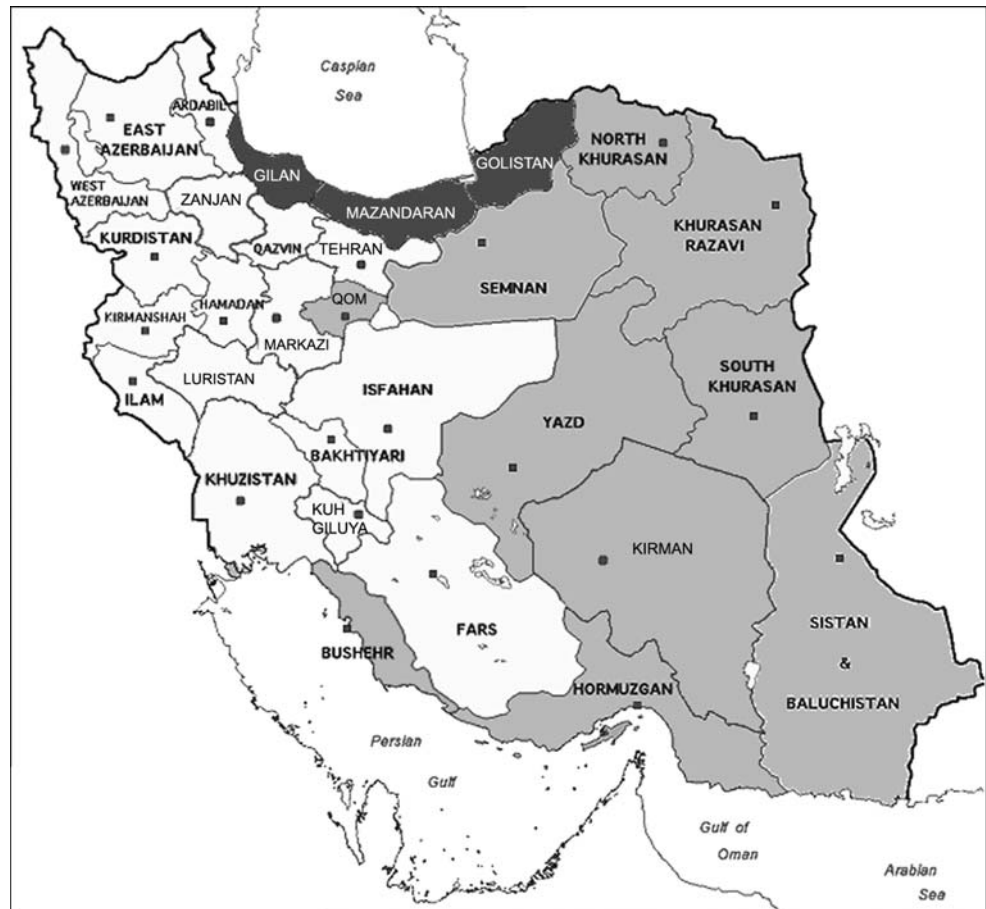 Caspian
Sea
ARDABIL
EAST
AZERBAIJAN
NORTH
KHURASAN
GOLISTAN
GILAN
WEST
AZERBAIJAN
ZANJAN
MAZANDARAN
KHURASAN
RAZAVI
KURDISTAN
QAZVIN
TEHRAN
SEMNAN
QOM
HAMADAN
KIRMANSHAH
MARKAZI
LURISTAN
SOUTH
KHURASAN
ILAM
ISFAHAN
YAZD
BAKHTIYARI
KHUZISTAN
KUH
GILUYA
KIRMAN
SISTAN
&
BALUCHISTAN
FARS
BUSHEHR
HORMUZGAN
Persian
Gulf
Gulf of
Oman
Arabian
Sea